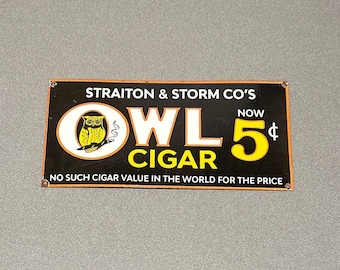 STRAITON & STORM CO'S
OWL NOW 5¢
CIGAR
NO SUCH CIGAR VALUE IN THE WORLD FOR THE PRICE